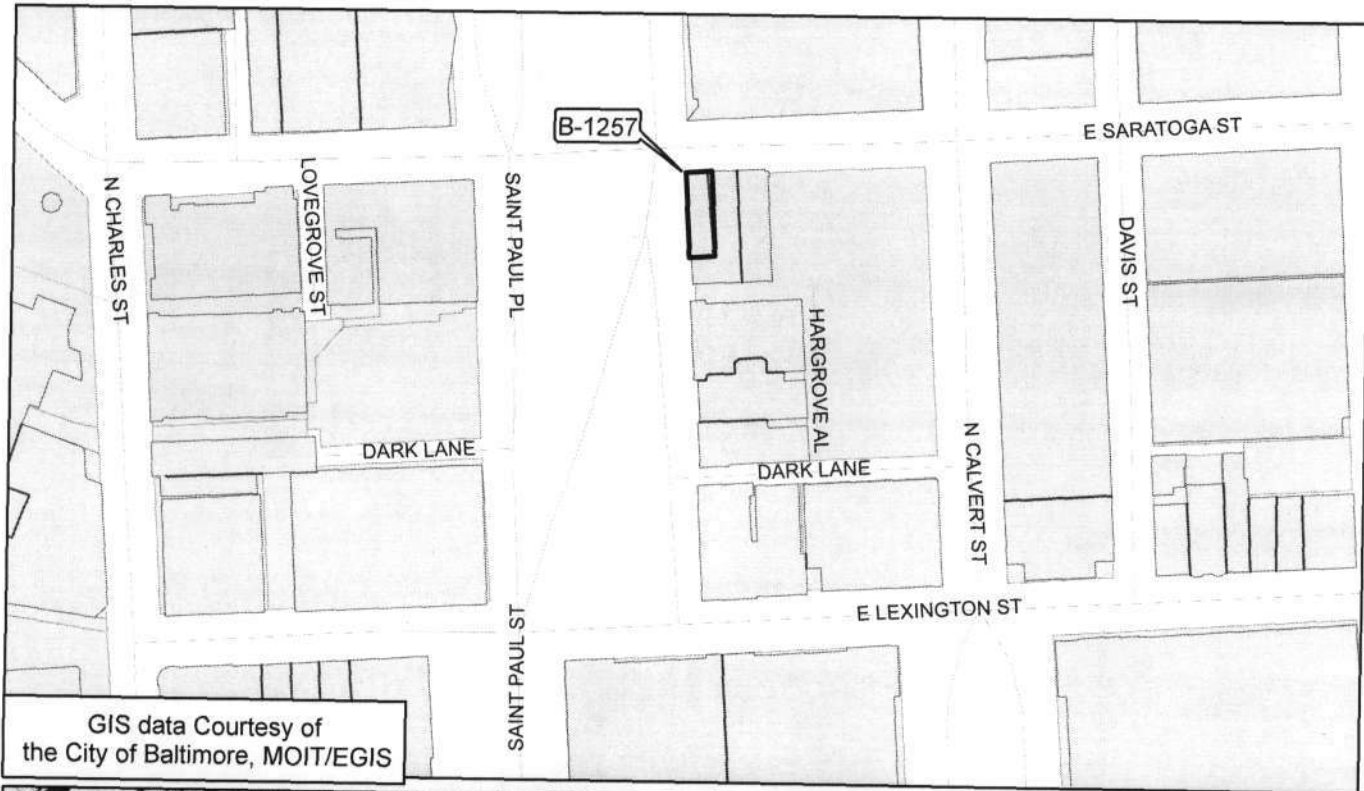 E SARATOGA ST
B-1257
N CHARLES ST
LOVEGROVE ST
SAINT PAUL PL
DAVIS ST
HARGROVE AL
N CALVERT ST
DARK LANE
DARK LANE
E LEXINGTON ST
SAINT PAUL ST
GIS data Courtesy of
the City of Baltimore, MOIT/EGIS